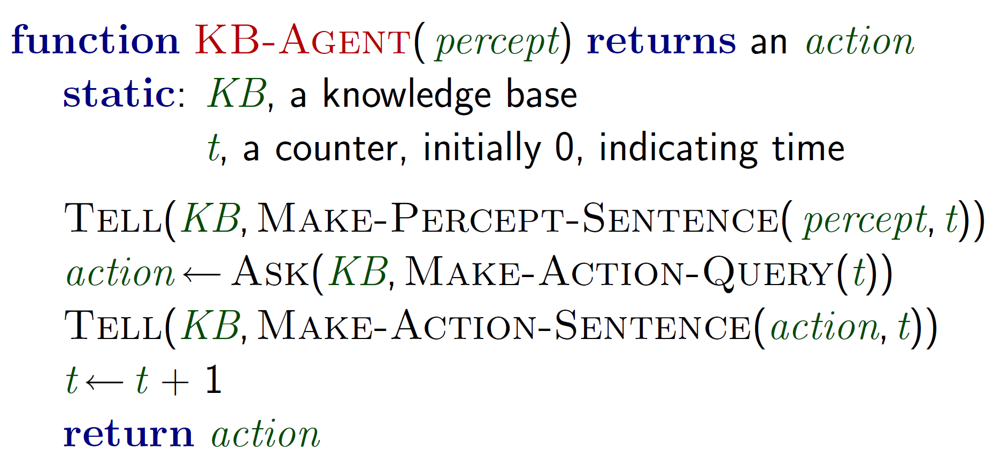 function KB-AGENT( percept) returns an action
static: KB, a knowledge base
t, a counter, initially 0, indicating time
TELL(KB, MAKE-PERCEPT-SENTENCE( percept, t))
action ← ASK(KB, MAKE-ACTION-QUERY(t))
TELL(KB, MAKE-ACTION-SENTENCE(action, t))
t ← t + 1
return action